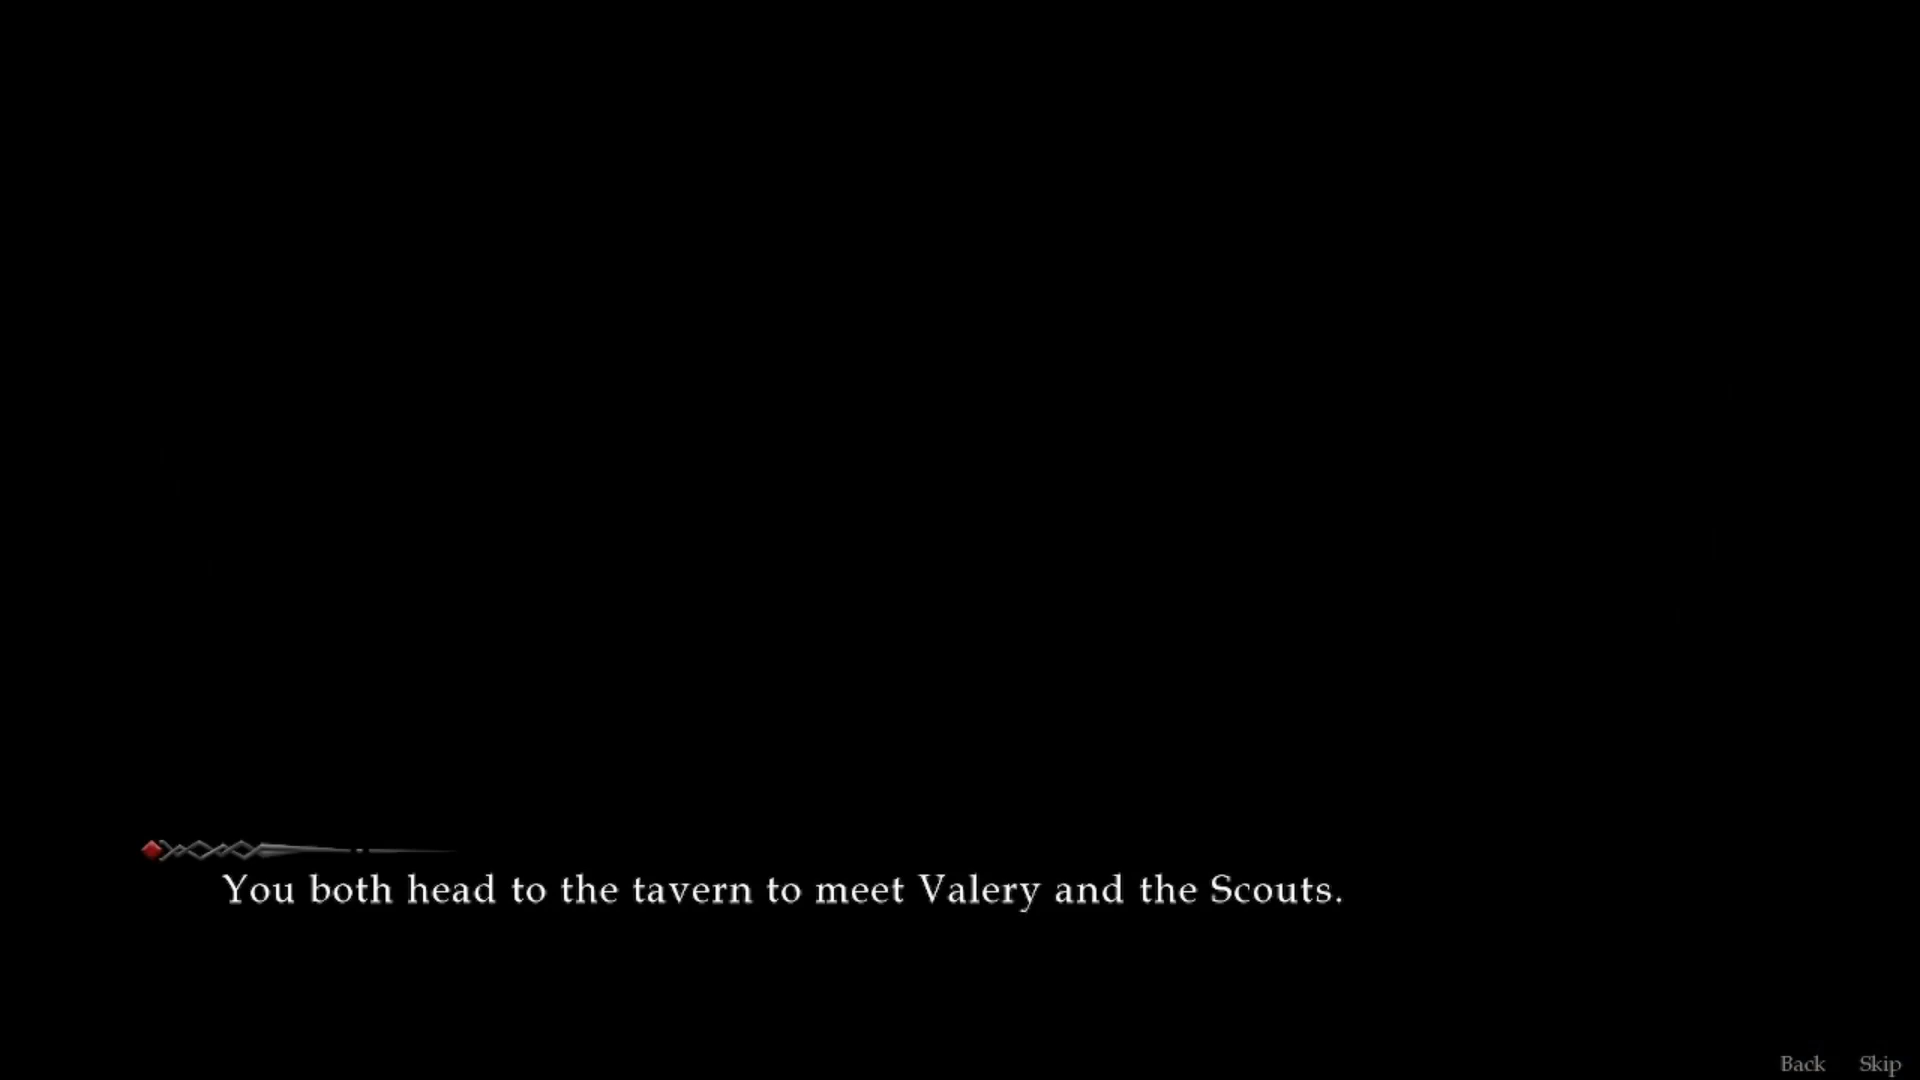 You both head to the tavern to meet Valery and the Scouts.
Back Skip